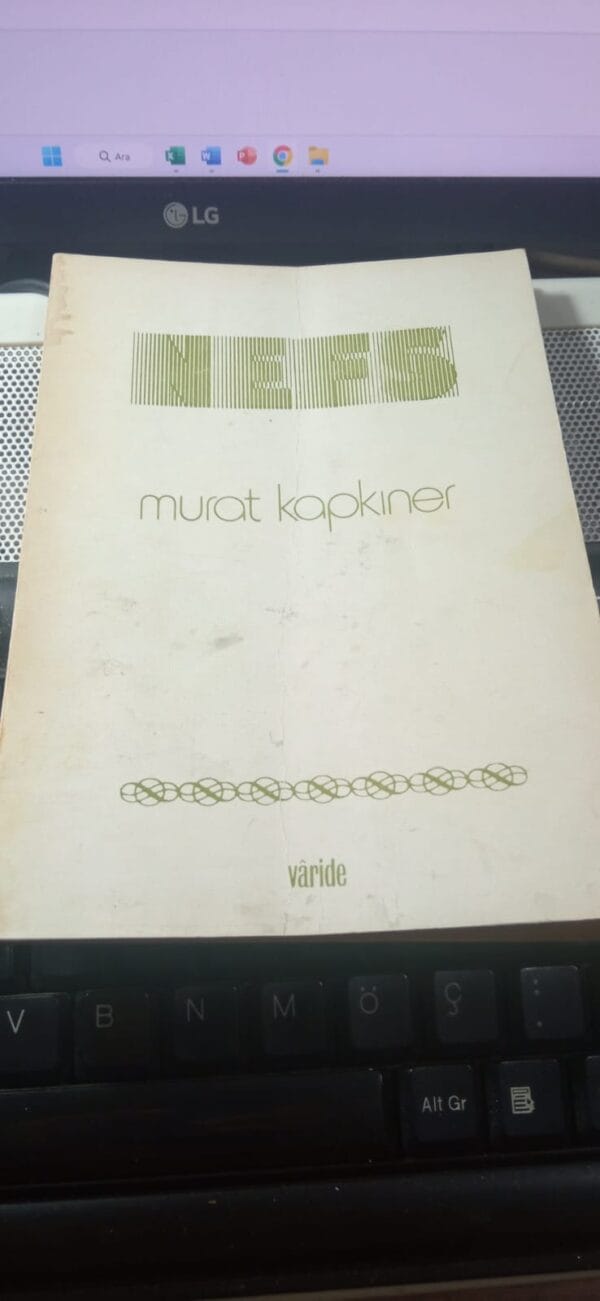 Ara
LG
NEFS
murat kapkıner
vâride
V B N M Ö Ç : .
Alt Gr